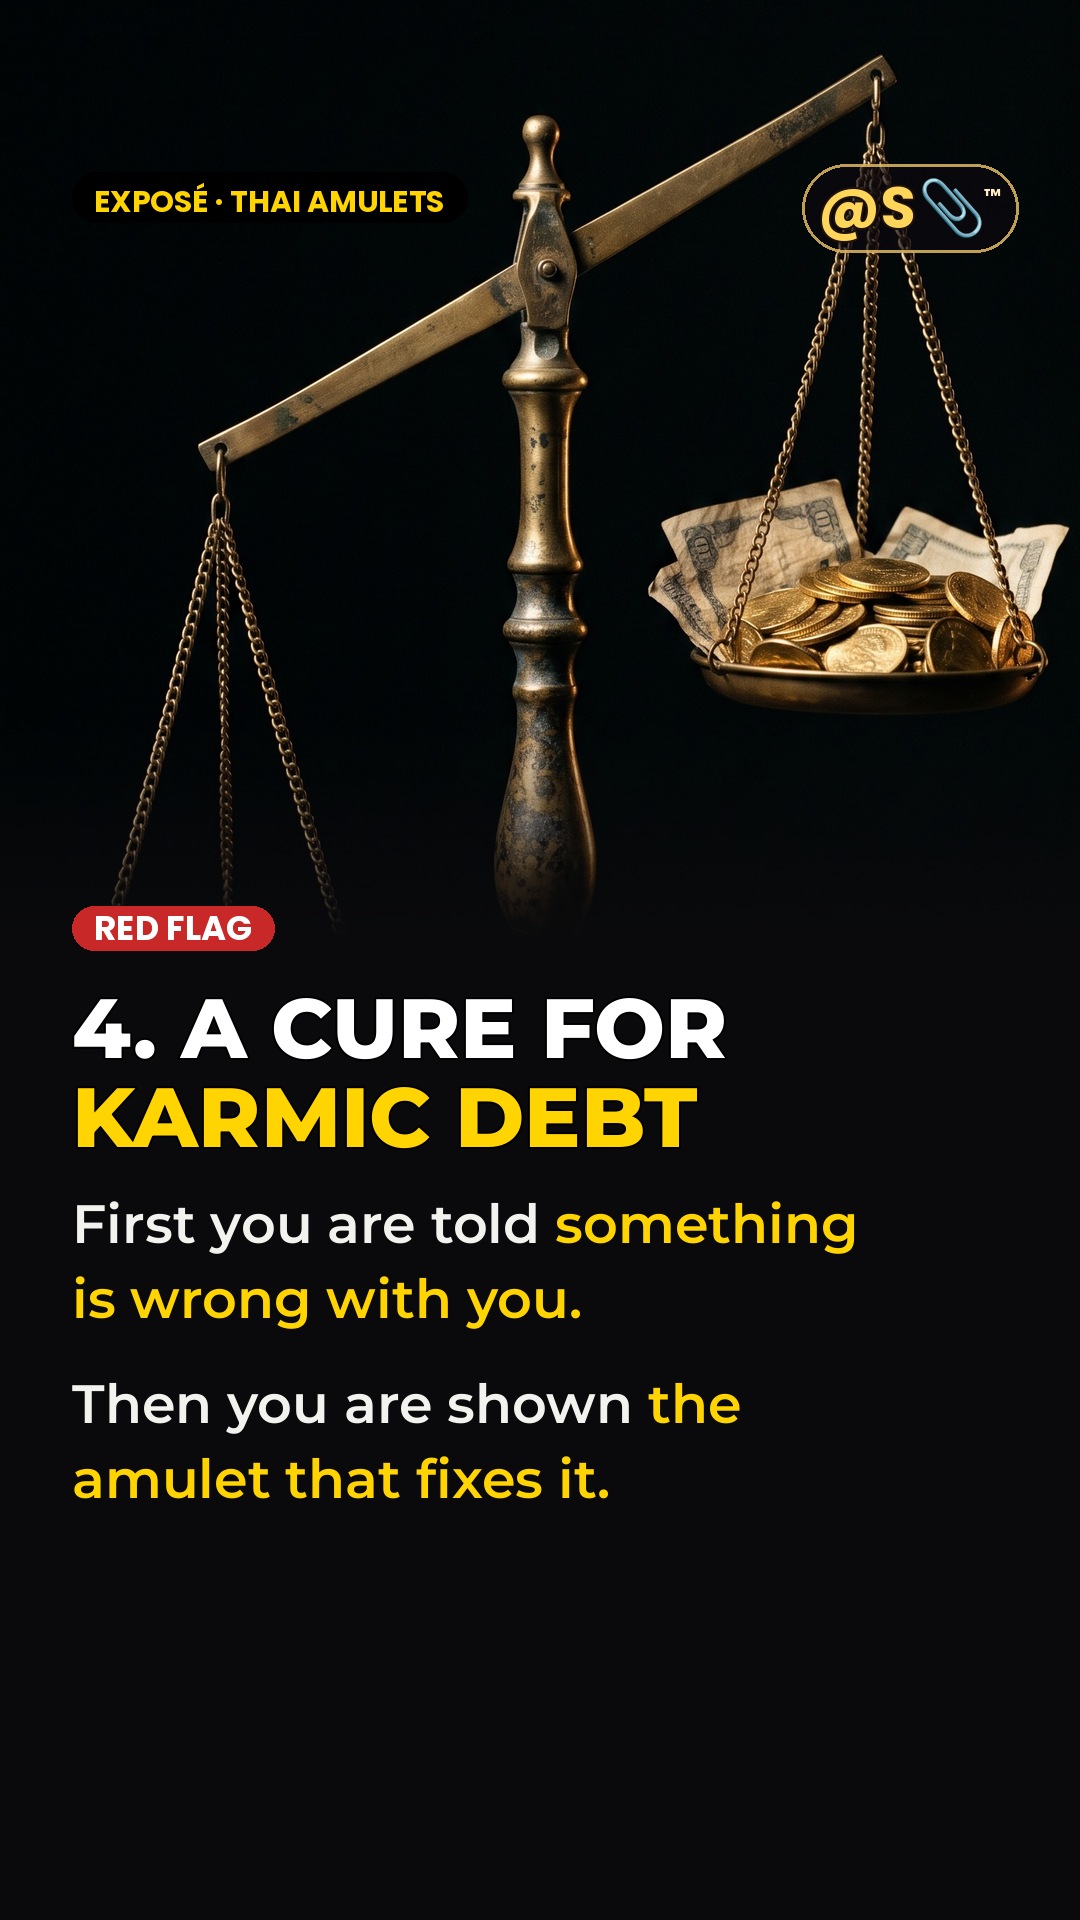 EXPOSÉ · THAI AMULETS
@S📎™
RED FLAG
4. A CURE FOR
KARMIC DEBT
First you are told something
is wrong with you.
Then you are shown the
amulet that fixes it.